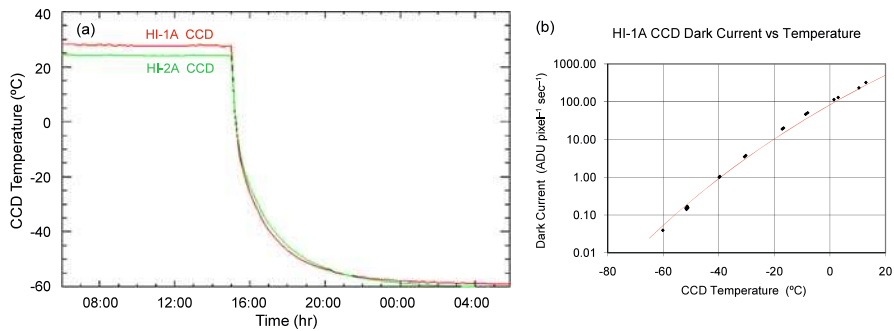 (a)
HI-1A CCD
HI-2A CCD
40
20
0
-20
-40
-60
CCD Temperature (ºC)
08:00 12:00 16:00 20:00 00:00 04:00
Time (hr)
(b)
HI-1A CCD Dark Current vs Temperature
1000.00
100.00
10.00
1.00
0.10
0.01
Dark Current (ADU pixel⁻¹ sec⁻¹)
-80 -60 -40 -20 0 20
CCD Temperature (ºC)